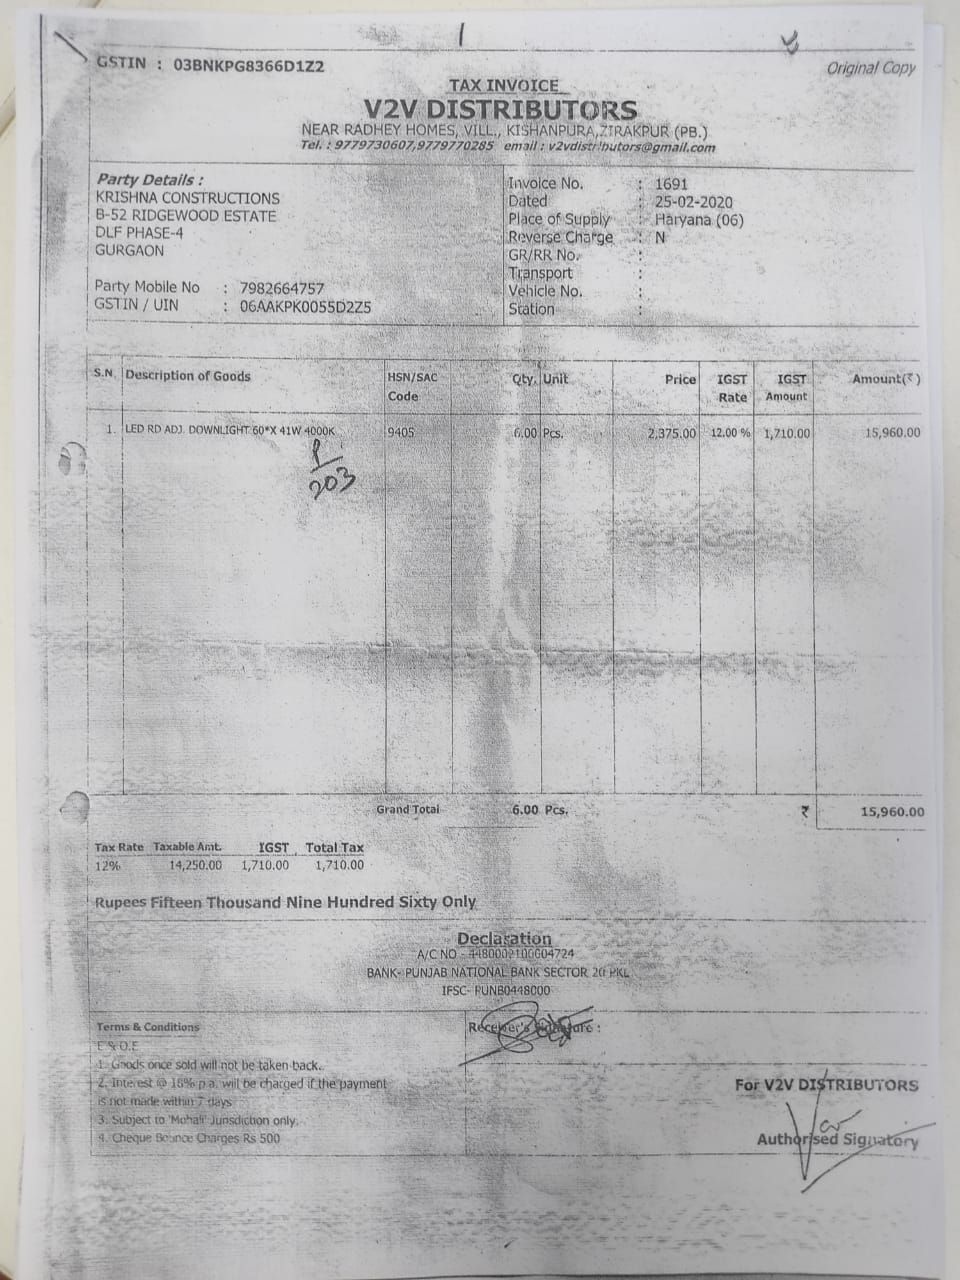 GSTIN : 03BNKPG8366D1Z2
Original Copy
TAX INVOICE
V2V DISTRIBUTORS
NEAR RADHEY HOMES, VILL., KISHANPURA,ZIRAKPUR (PB.)
Tel. : 9779730607,9779770285 email : v2vdistributors@gmail.com
Party Details :
KRISHNA CONSTRUCTIONS
B-52 RIDGEWOOD ESTATE
DLF PHASE-4
GURGAON
Party Mobile No : 7982664757
GSTIN / UIN : 06AAKPK0055D2Z5
Invoice No. : 1691
Dated : 25-02-2020
Place of Supply : Haryana (06)
Reverse Charge : N
GR/RR No. :
Transport :
Vehicle No. :
Station :
S.N. Description of Goods HSN/SAC Code Qty. Unit Price IGST Rate IGST Amount Amount(₹)
1. LED RD ADJ. DOWNLIGHT 60*X 41W 4000K 9405 6.00 Pcs. 2,375.00 12.00 % 1,710.00 15,960.00
203
Grand Total 6.00 Pcs. ₹ 15,960.00
Tax Rate Taxable Amt. IGST Total Tax
12% 14,250.00 1,710.00 1,710.00
Rupees Fifteen Thousand Nine Hundred Sixty Only
Declaration
A/C NO - 4480002100004724
BANK- PUNJAB NATIONAL BANK SECTOR 20 PKL
IFSC- PUNB0448000
Terms & Conditions
E & O.E
1. Goods once sold will not be taken back.
2. Interest @ 18% p.a. will be charged if the payment
is not made within 7 days
3. Subject to 'Mohali' Jurisdiction only.
4. Cheque Bounce Charges Rs 500
Receiver's Signature :
For V2V DISTRIBUTORS
Authorised Signatory